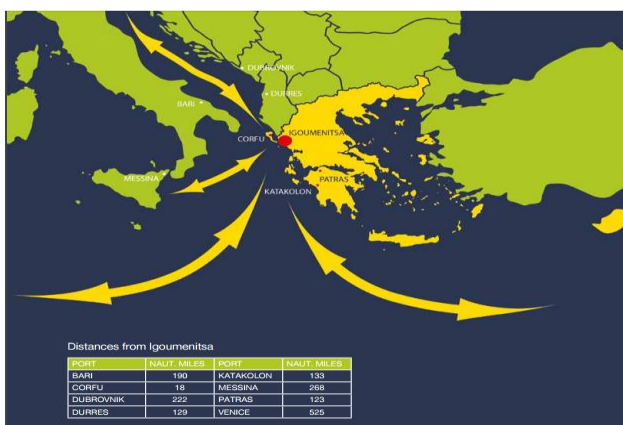 DUBROVNIK
DURRES
BARI
IGOUMENITSA
CORFU
MESSINA
PATRAS
KATAKOLON
Distances from Igoumenitsa
PORT NAUT. MILES PORT NAUT. MILES
BARI 190 KATAKOLON 133
CORFU 18 MESSINA 268
DUBROVNIK 222 PATRAS 123
DURRES 129 VENICE 525